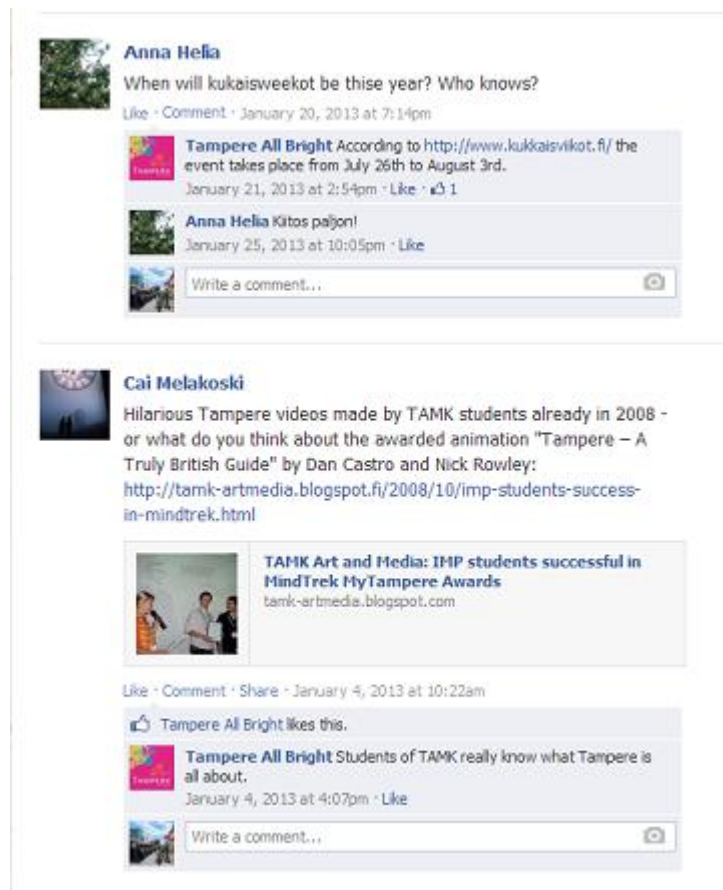 Anna Helia
When will kukaisweekot be thise year? Who knows?
Like · Comment · January 20, 2013 at 7:14pm
Tampere All Bright According to http://www.kukkaisviikot.fi/ the
event takes place from July 26th to August 3rd.
January 21, 2013 at 2:54pm · Like · 1
Anna Helia Kiitos paljon!
January 25, 2013 at 10:05pm · Like
Write a comment...
Cai Melakoski
Hilarious Tampere videos made by TAMK students already in 2008 -
or what do you think about the awarded animation "Tampere – A
Truly British Guide" by Dan Castro and Nick Rowley:
http://tamk-artmedia.blogspot.fi/2008/10/imp-students-success-
in-mindtrek.html
TAMK Art and Media: IMP students successful in
MindTrek MyTampere Awards
tamk-artmedia.blogspot.com
Like · Comment · Share · January 4, 2013 at 10:22am
Tampere All Bright likes this.
Tampere All Bright Students of TAMK really know what Tampere is
all about.
January 4, 2013 at 4:07pm · Like
Write a comment...